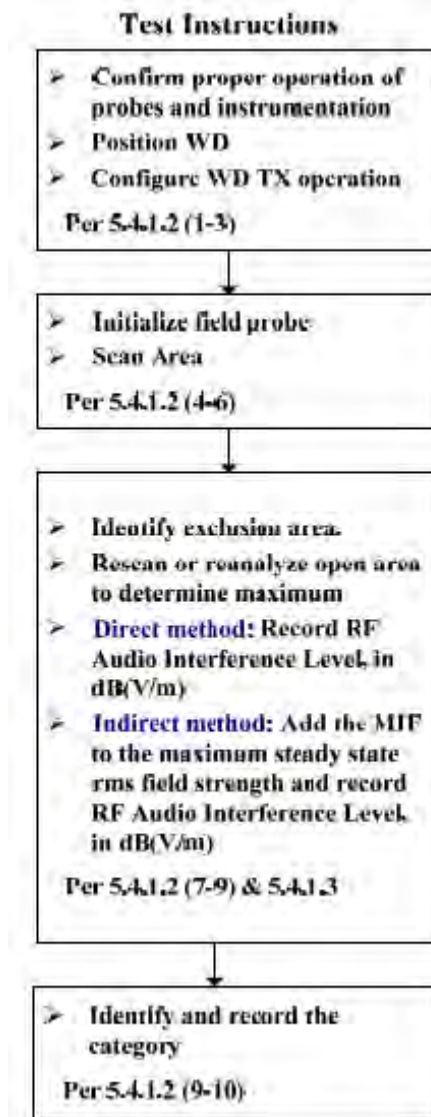 Test Instructions
➢ Confirm proper operation of
probes and instrumentation
➢ Position WD
➢ Configure WD TX operation
Per 5.4.1.2 (1-3)
➢ Initialize field probe
➢ Scan Area
Per 5.4.1.2 (4-6)
➢ Identify exclusion area.
➢ Rescan or reanalyze open area
to determine maximum
➢ Direct method: Record RF
Audio Interference Level, in
dB(V/m)
➢ Indirect method: Add the MIF
to the maximum steady state
rms field strength and record
RF Audio Interference Level,
in dB(V/m)
Per 5.4.1.2 (7-9) & 5.4.1.3
➢ Identify and record the
category
Per 5.4.1.2 (9-10)